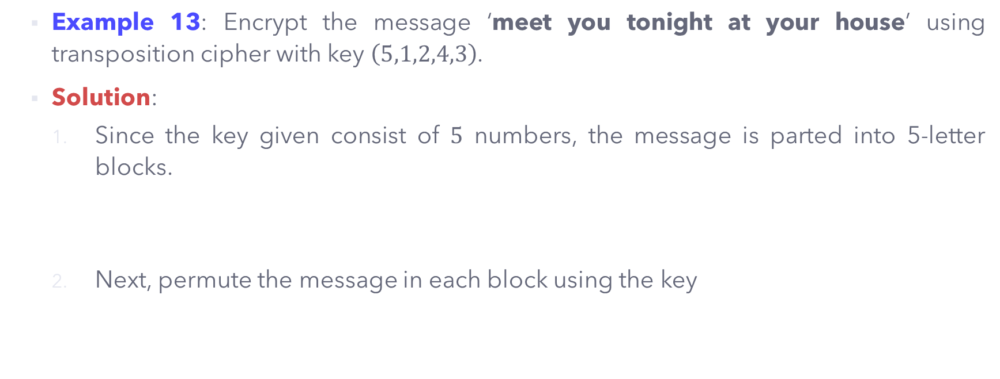 ▪ Example 13: Encrypt the message ‘meet you tonight at your house’ using
transposition cipher with key (5,1,2,4,3).
▪ Solution:
1. Since the key given consist of 5 numbers, the message is parted into 5-letter
blocks.
2. Next, permute the message in each block using the key